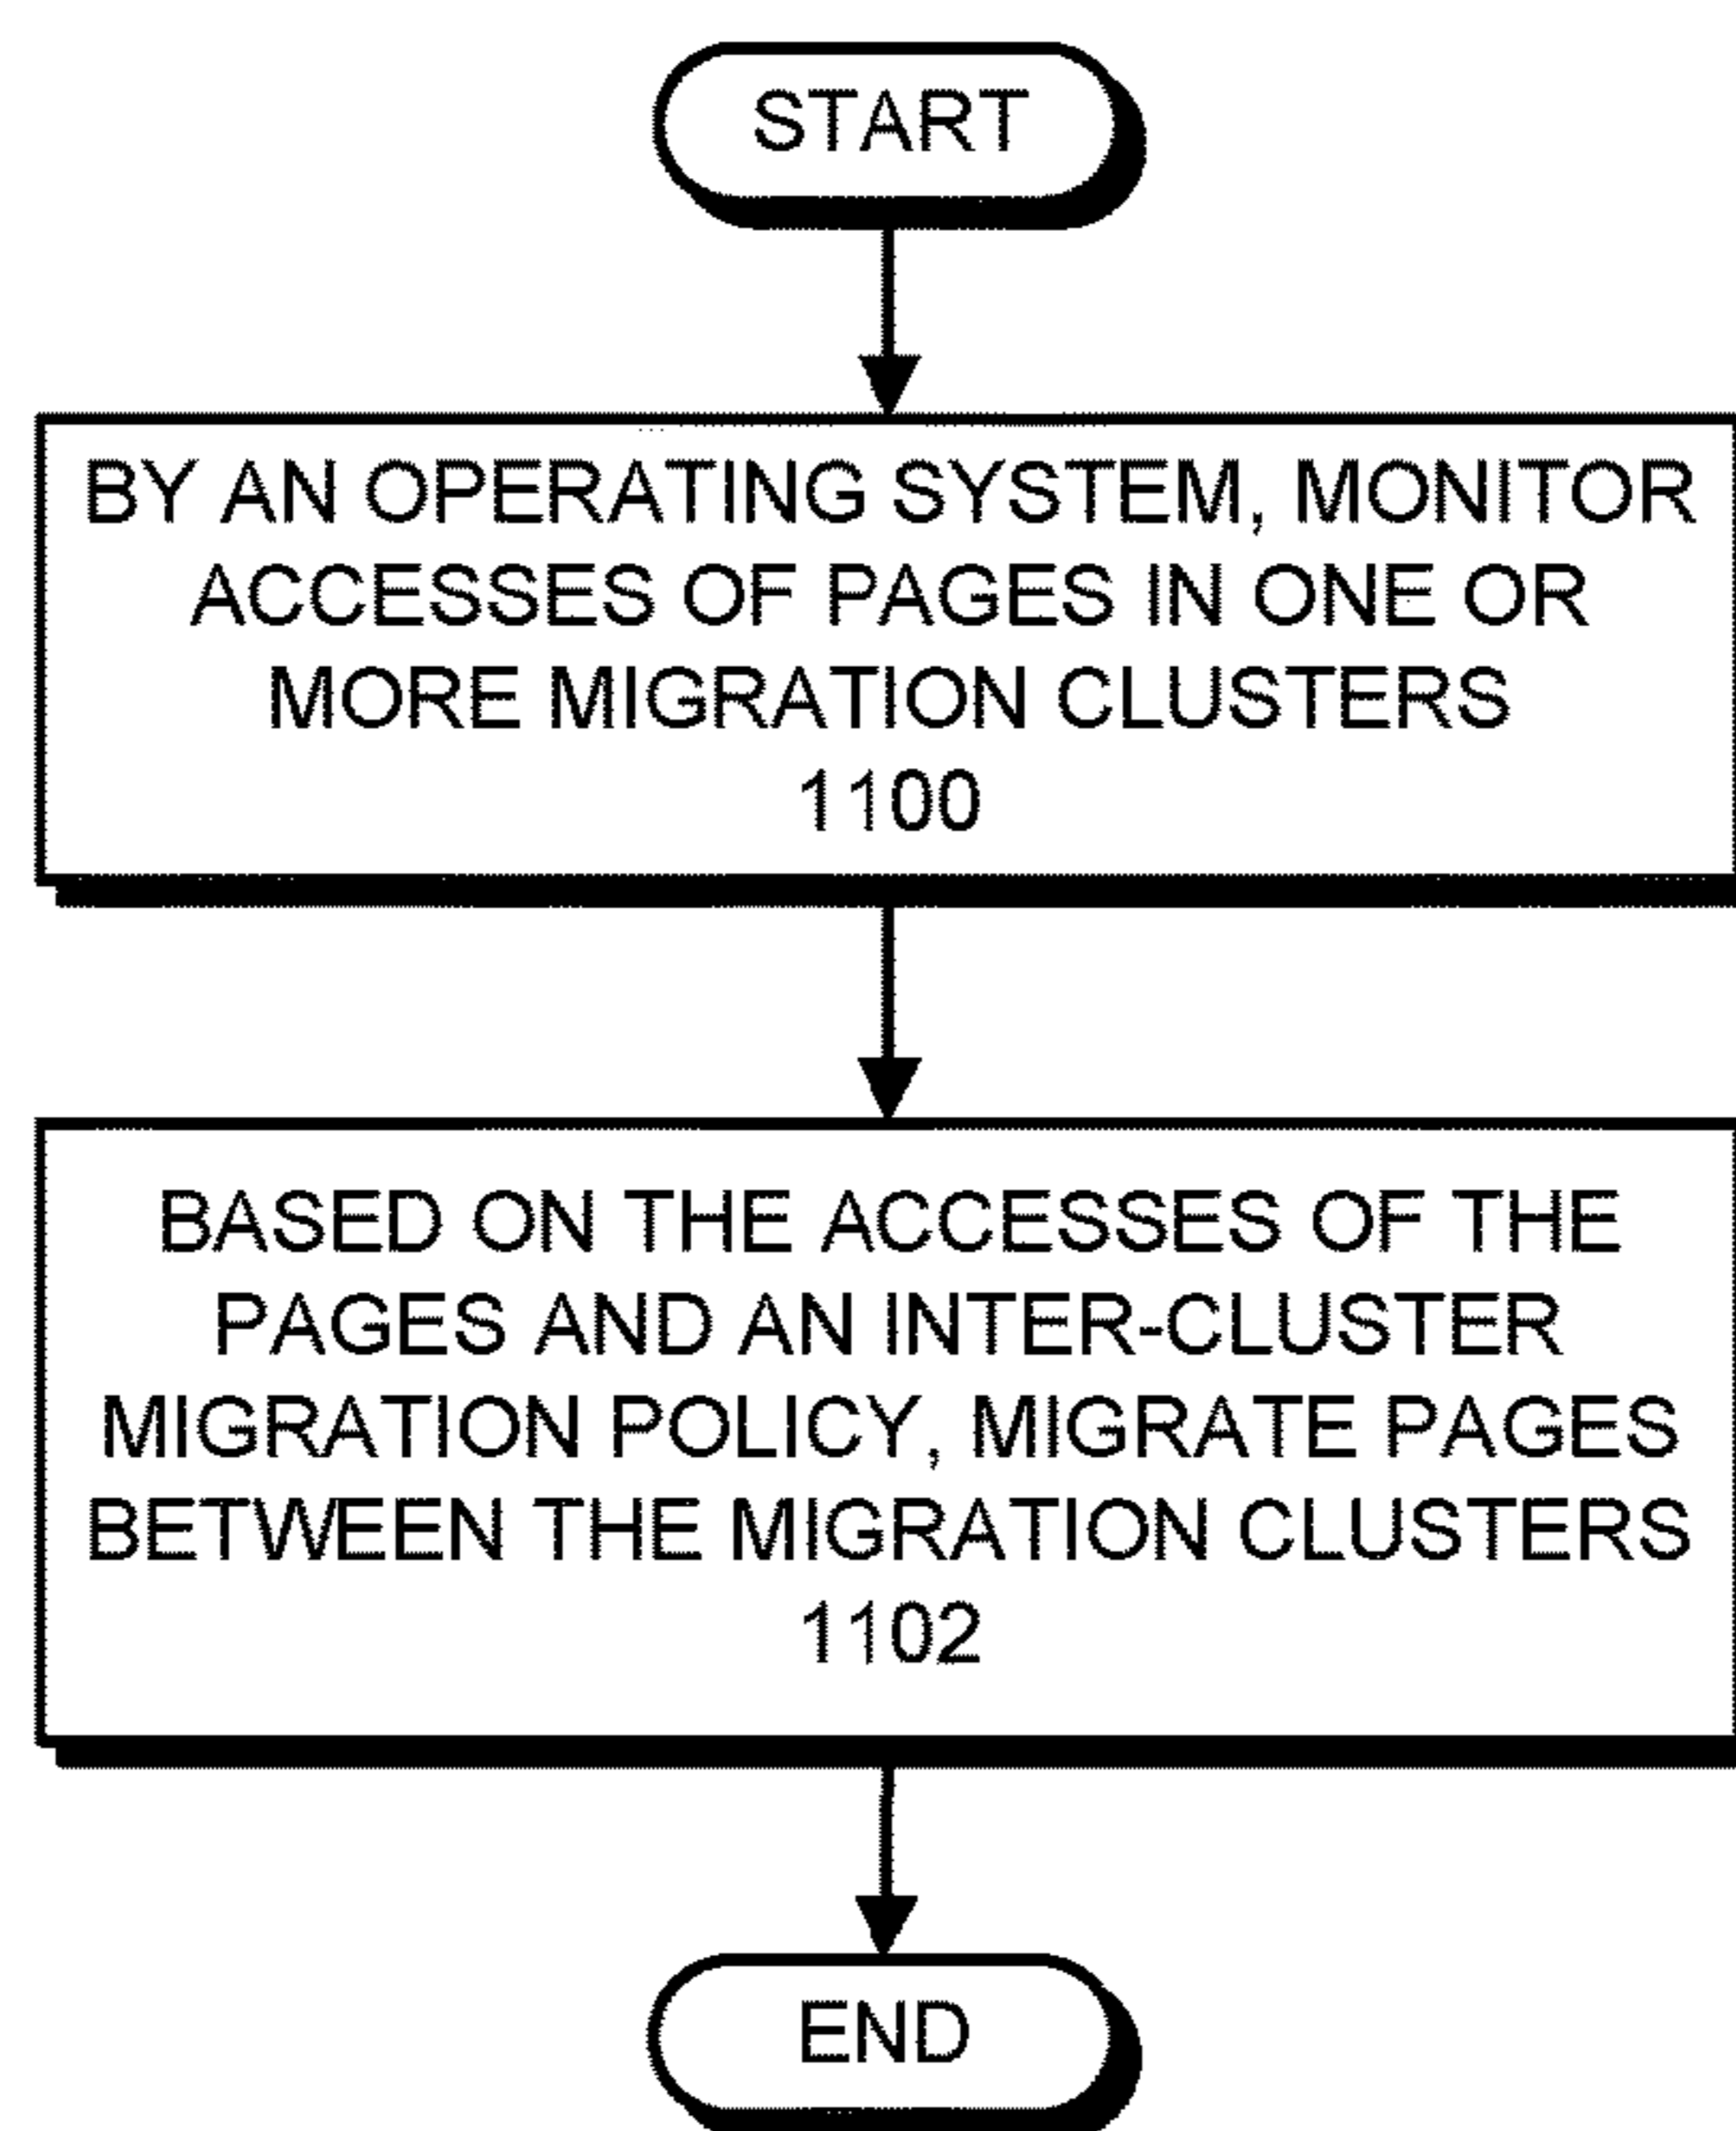 START
BY AN OPERATING SYSTEM, MONITOR
ACCESSES OF PAGES IN ONE OR
MORE MIGRATION CLUSTERS
1100
BASED ON THE ACCESSES OF THE
PAGES AND AN INTER-CLUSTER
MIGRATION POLICY, MIGRATE PAGES
BETWEEN THE MIGRATION CLUSTERS
1102
END